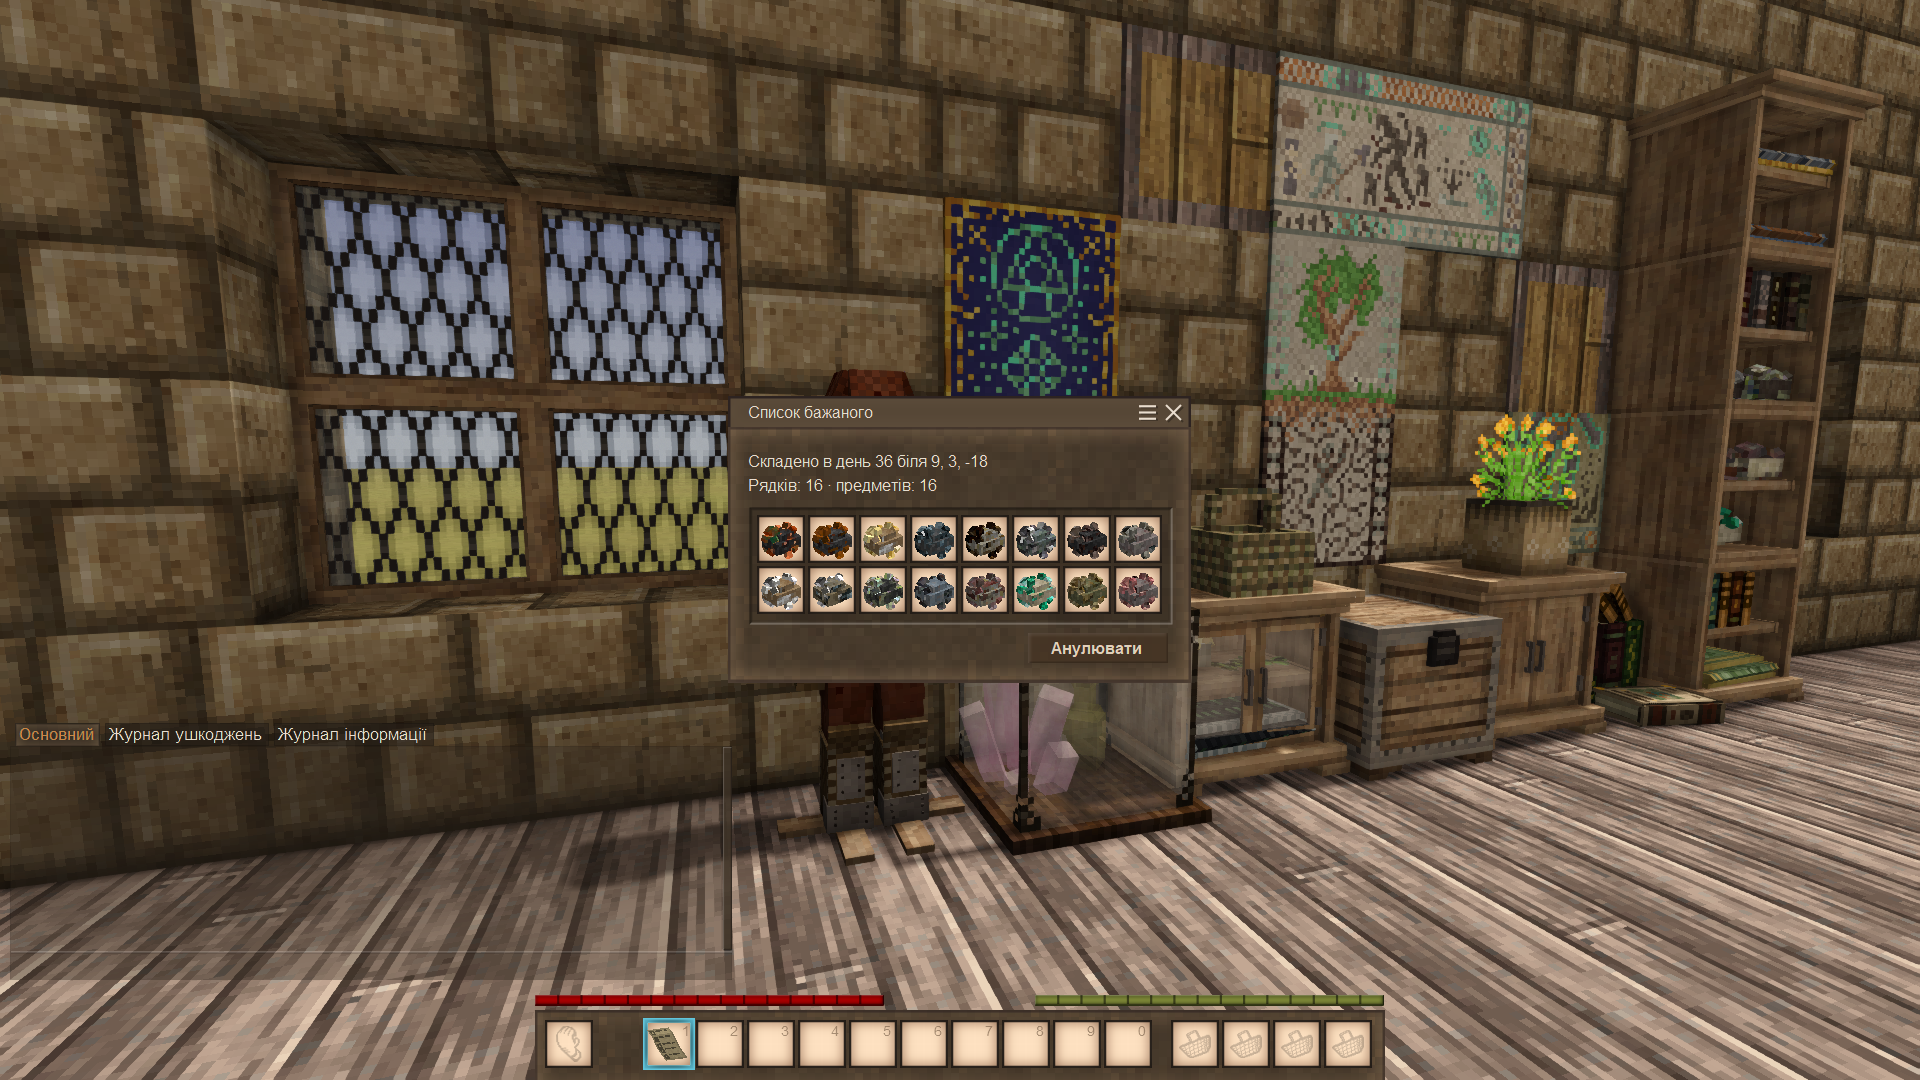 Список бажаного
Складено в день 36 біля 9, 3, -18
Рядків: 16 · предметів: 16
Анулювати
Основний Журнал ушкоджень Журнал інформації
1 2 3 4 5 6 7 8 9 0